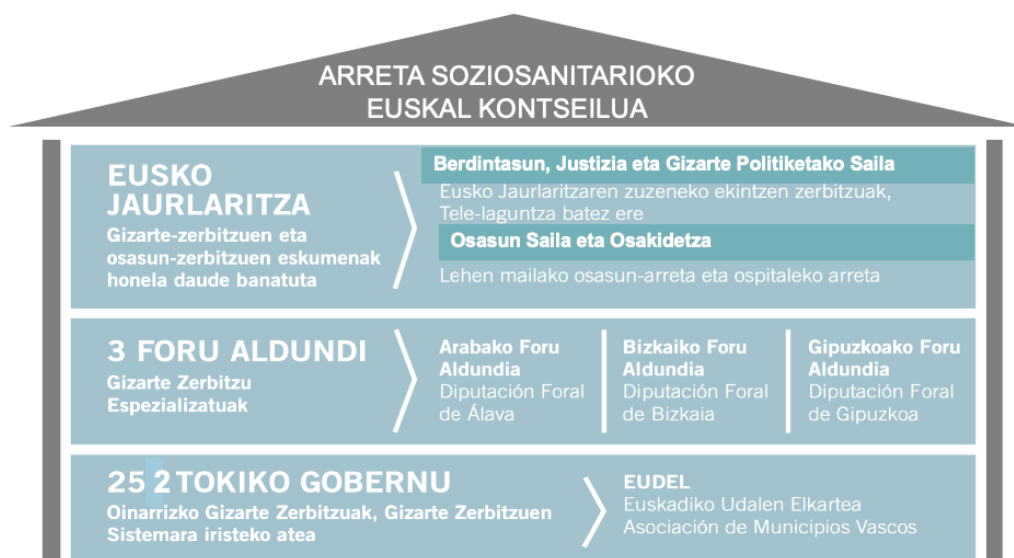 ARRETA SOZIOSANITARIOKO
EUSKAL KONTSEILUA
EUSKO
JAURLARITZA
Gizarte-zerbitzuen eta
osasun-zerbitzuen eskumenak
honela daude banatuta
Berdintasun, Justizia eta Gizarte Politiketako Saila
Eusko Jaurlaritzaren zuzeneko ekintzen zerbitzuak,
Tele-laguntza batez ere
Osasun Saila eta Osakidetza
Lehen mailako osasun-arreta eta ospitaleko arreta
3 FORU ALDUNDI
Gizarte Zerbitzu
Espezializatuak
Arabako Foru
Aldundia
Diputación Foral
de Álava
Bizkaiko Foru
Aldundia
Diputación Foral
de Bizkaia
Gipuzkoako Foru
Aldundia
Diputación Foral
de Gipuzkoa
25 2 TOKIKO GOBERNU
Oinarrizko Gizarte Zerbitzuak, Gizarte Zerbitzuen
Sistemara iristeko atea
EUDEL
Euskadiko Udalen Elkartea
Asociación de Municipios Vascos